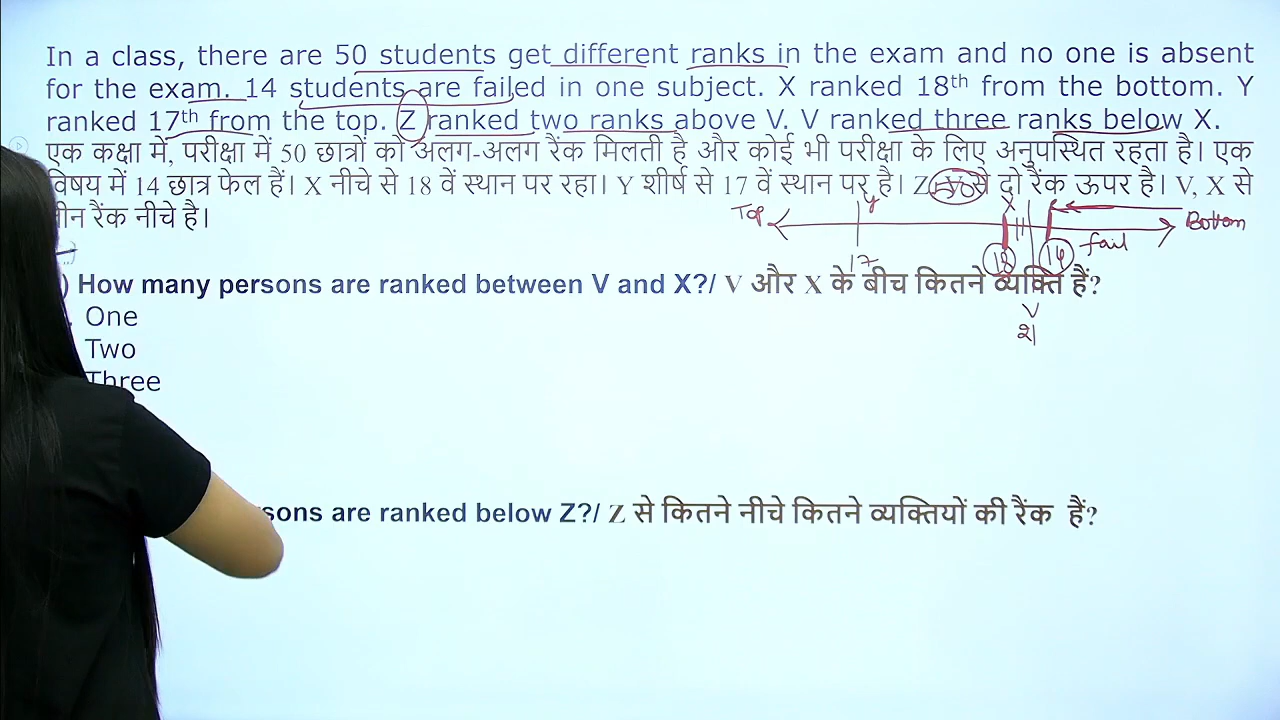 In a class, there are 50 students get different ranks in the exam and no one is absent
for the exam. 14 students are failed in one subject. X ranked 18th from the bottom. Y
ranked 17th from the top. Z ranked two ranks above V. V ranked three ranks below X.
एक कक्षा में, परीक्षा में 50 छात्रों को अलग-अलग रैंक मिलती है और कोई भी परीक्षा के लिए अनुपस्थित रहता है। एक
विषय में 14 छात्र फेल हैं। X नीचे से 18 वें स्थान पर रहा। Y शीर्ष से 17 वें स्थान पर है। Z, V से दो रैंक ऊपर है। V, X से
तीन रैंक नीचे है।
Top y X Bottom
17 18 14 fail
) How many persons are ranked between V and X?/ V और X के बीच कितने व्यक्ति हैं?
V
One
Two
Three
sons are ranked below Z?/ Z से कितने नीचे कितने व्यक्तियों की रैंक हैं?